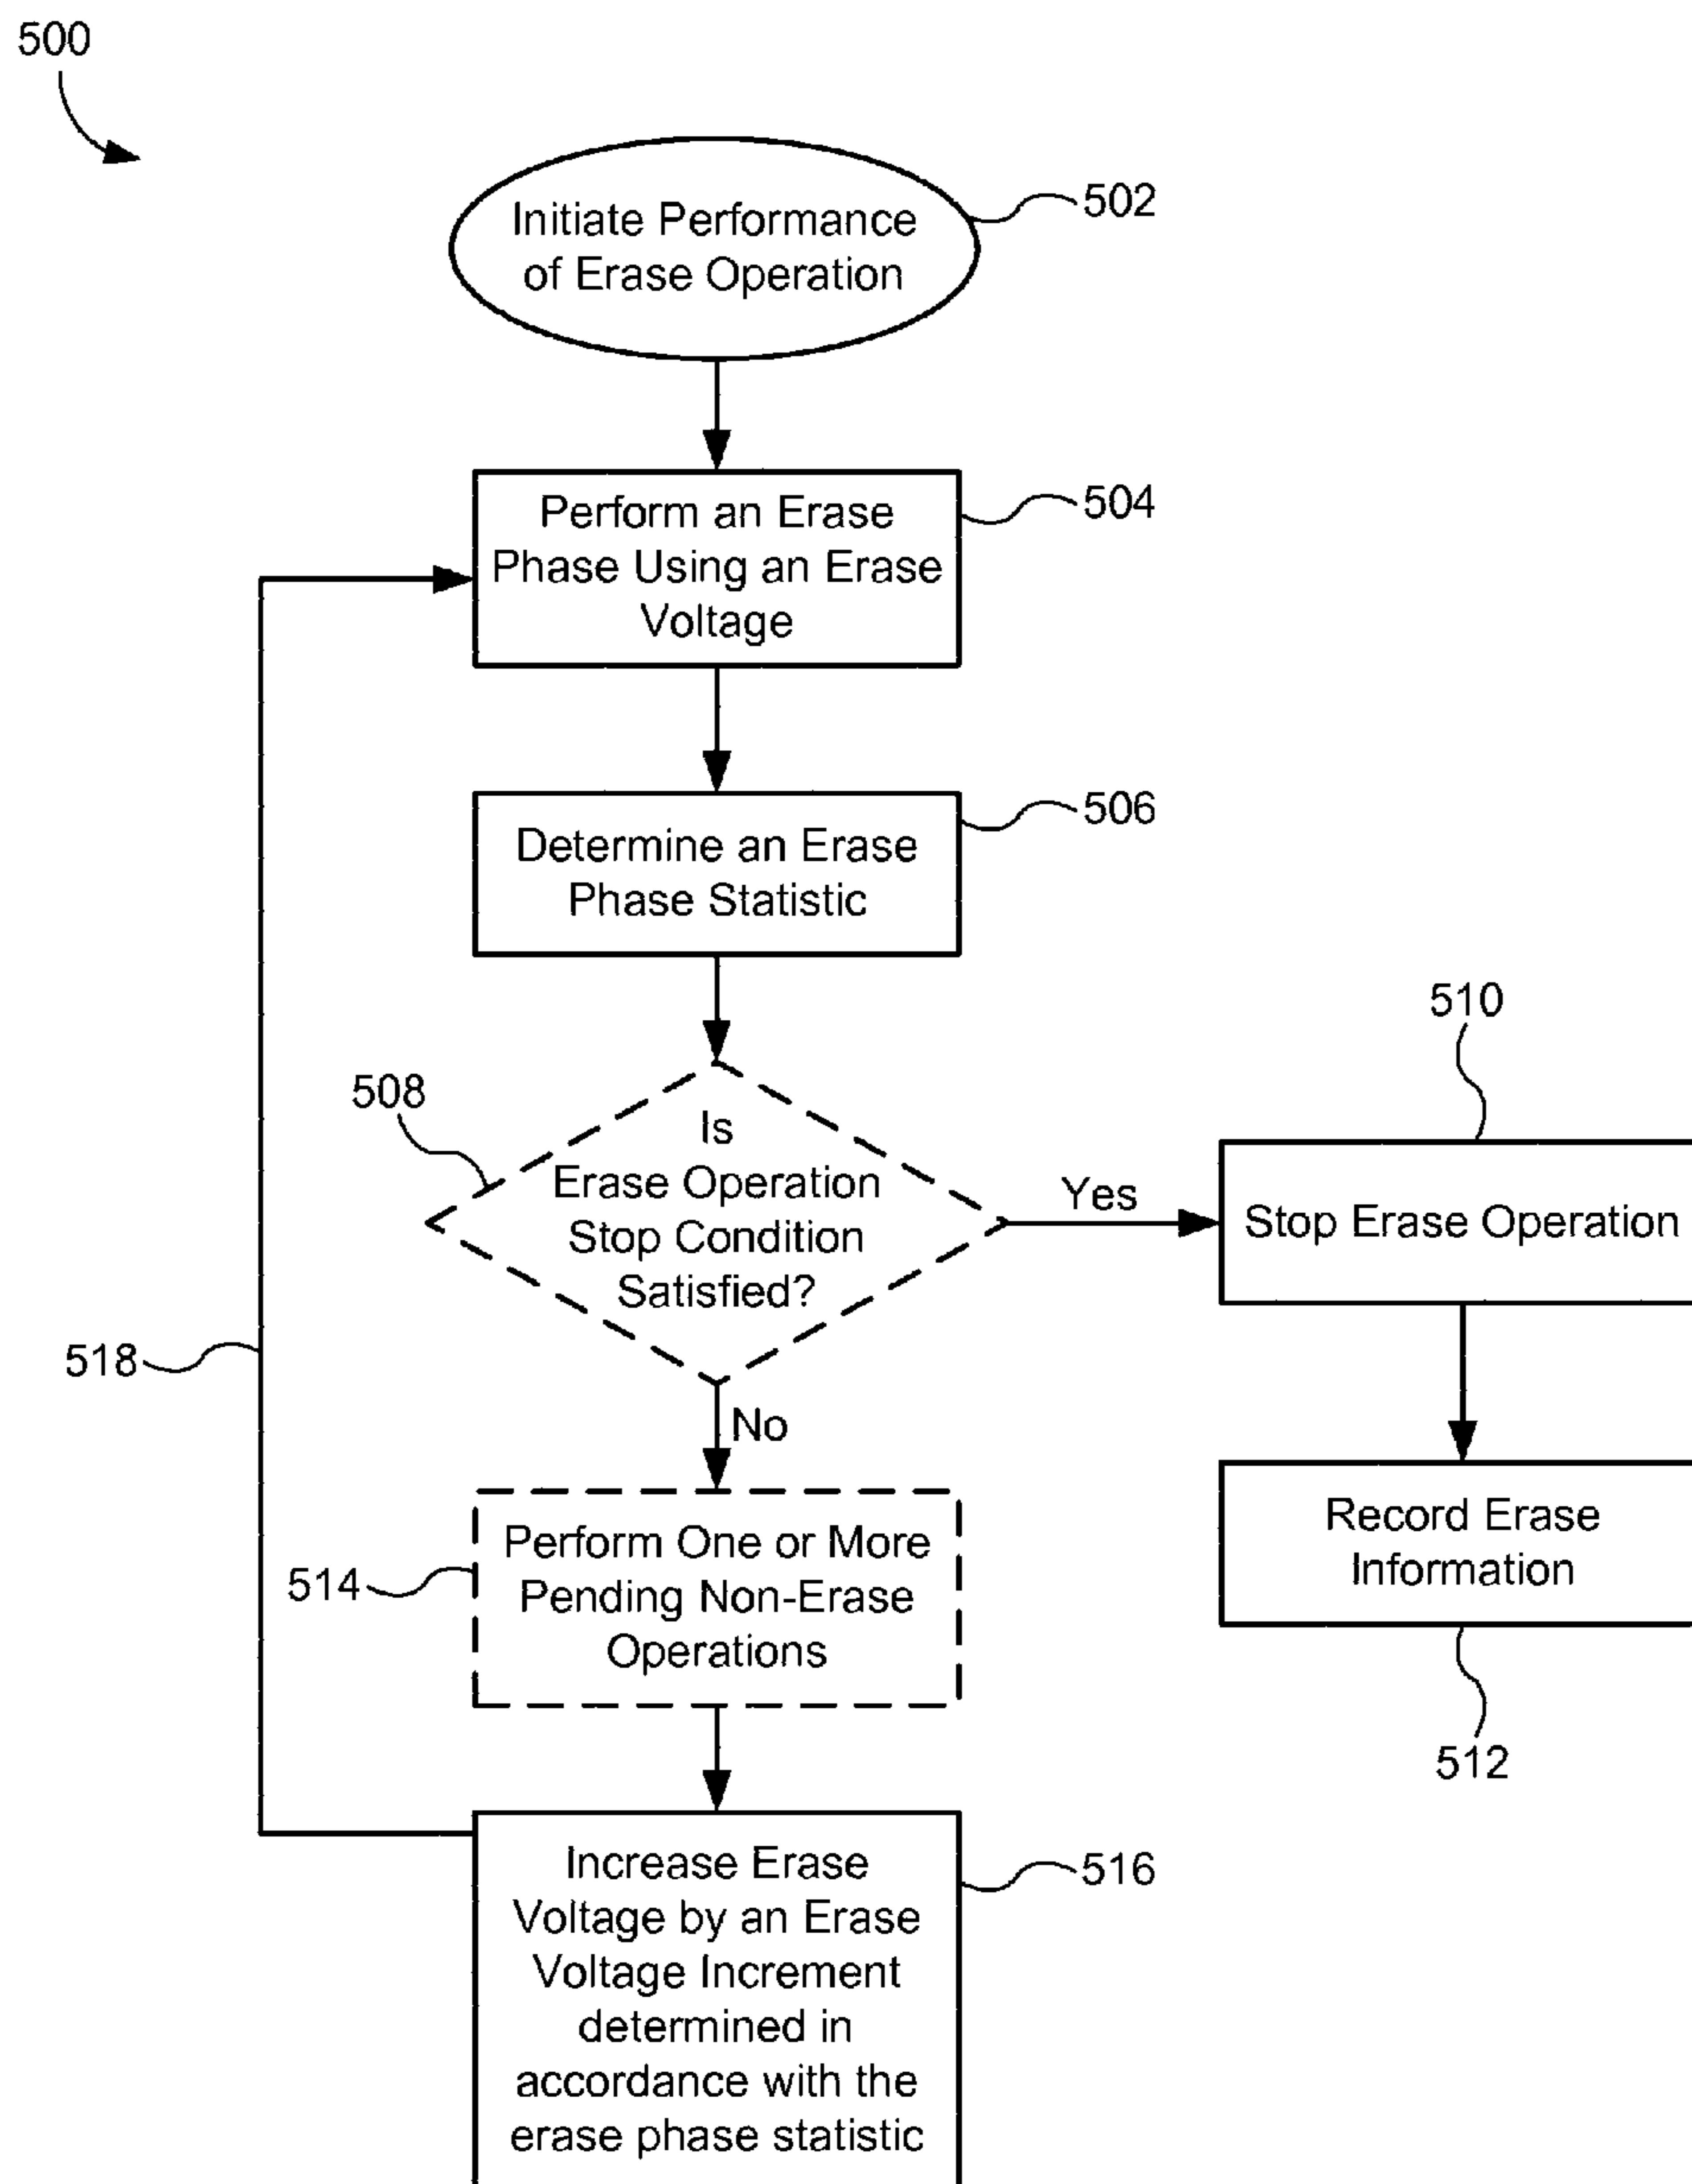 500
Initiate Performance
of Erase Operation
502
Perform an Erase
Phase Using an Erase
Voltage
504
Determine an Erase
Phase Statistic
506
508
Is
Erase Operation
Stop Condition
Satisfied?
Yes
No
510
Stop Erase Operation
Record Erase
Information
512
518
514
Perform One or More
Pending Non-Erase
Operations
Increase Erase
Voltage by an Erase
Voltage Increment
determined in
accordance with the
erase phase statistic
516